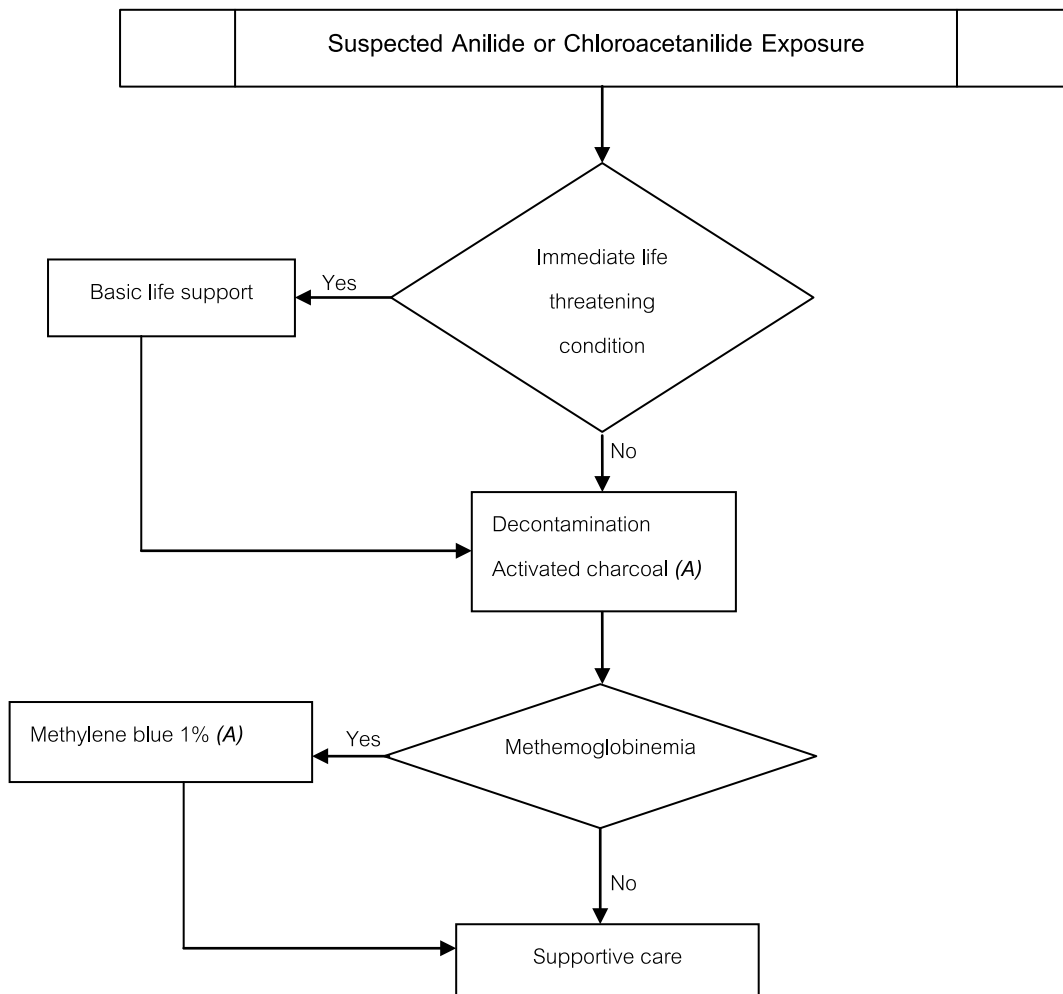 Suspected Anilide or Chloroacetanilide Exposure
Immediate life
threatening
condition
Yes
Basic life support
No
Decontamination
Activated charcoal (A)
Methemoglobinemia
Yes
Methylene blue 1% (A)
No
Supportive care